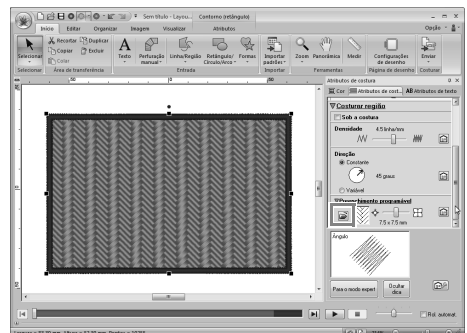 Sem título - Layou...
Contorno (retângulo)
Início Editar Organizar Imagem Visualizar Atributos
Opção
Selecionar
Recortar Duplicar
Copiar Excluir
Colar
Texto
Perfuração manual
Linha/Região
Retângulo/ Círculo/Arca
Formas
Importar padrões
Zoom
Panorâmica
Medir
Configurações de desenho
Enviar
Selecionar Área de transferência Entrada Importar Ferramentas Página de desenho Costurar
Atributos de costura
Cor Atributos de cost... AB Atributos de texto
Costurar região
Sob a costura
Densidade 4.5 linha/mm
Direção
Constante
45 graus
Variável
Preenchimento programável
7.5 x 7.5 mm
Ângulo
Para o modo expert
Ocultar dica
Rol. automat.